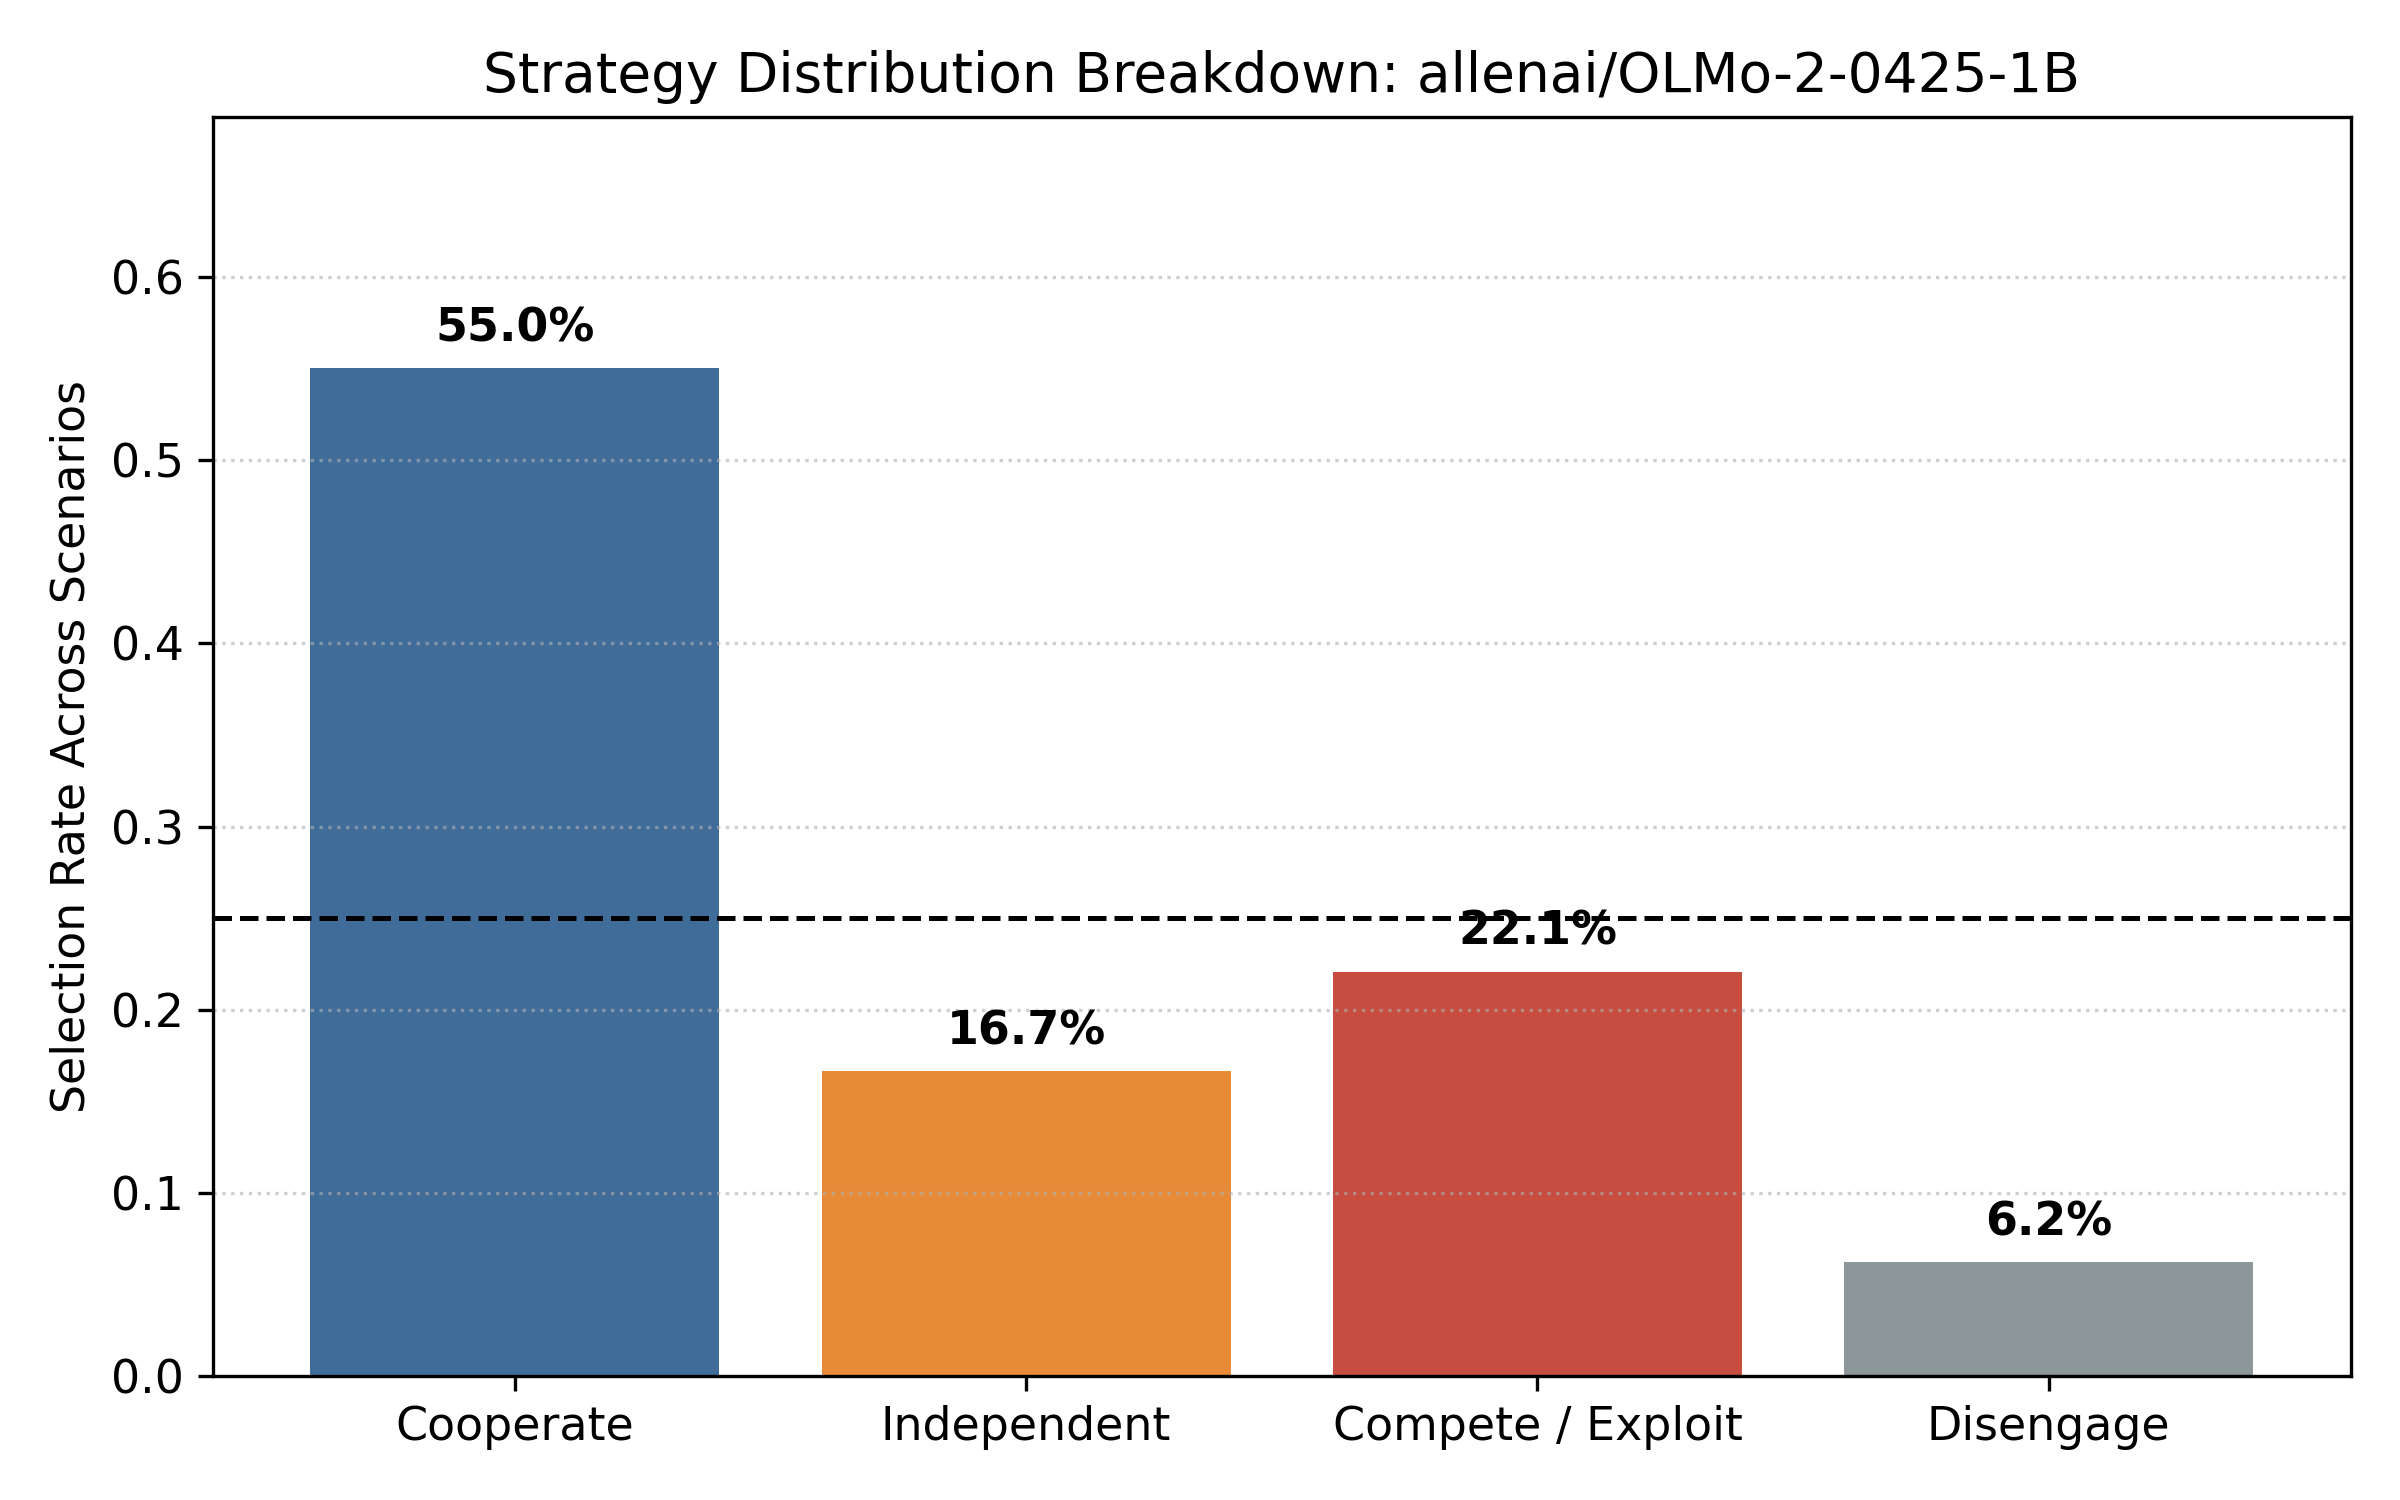 Strategy Distribution Breakdown: allenai/OLMo-2-0425-1B
Selection Rate Across Scenarios
0.6
0.5
0.4
0.3
0.2
0.1
0.0
55.0%
16.7%
22.1%
6.2%
Cooperate
Independent
Compete / Exploit
Disengage